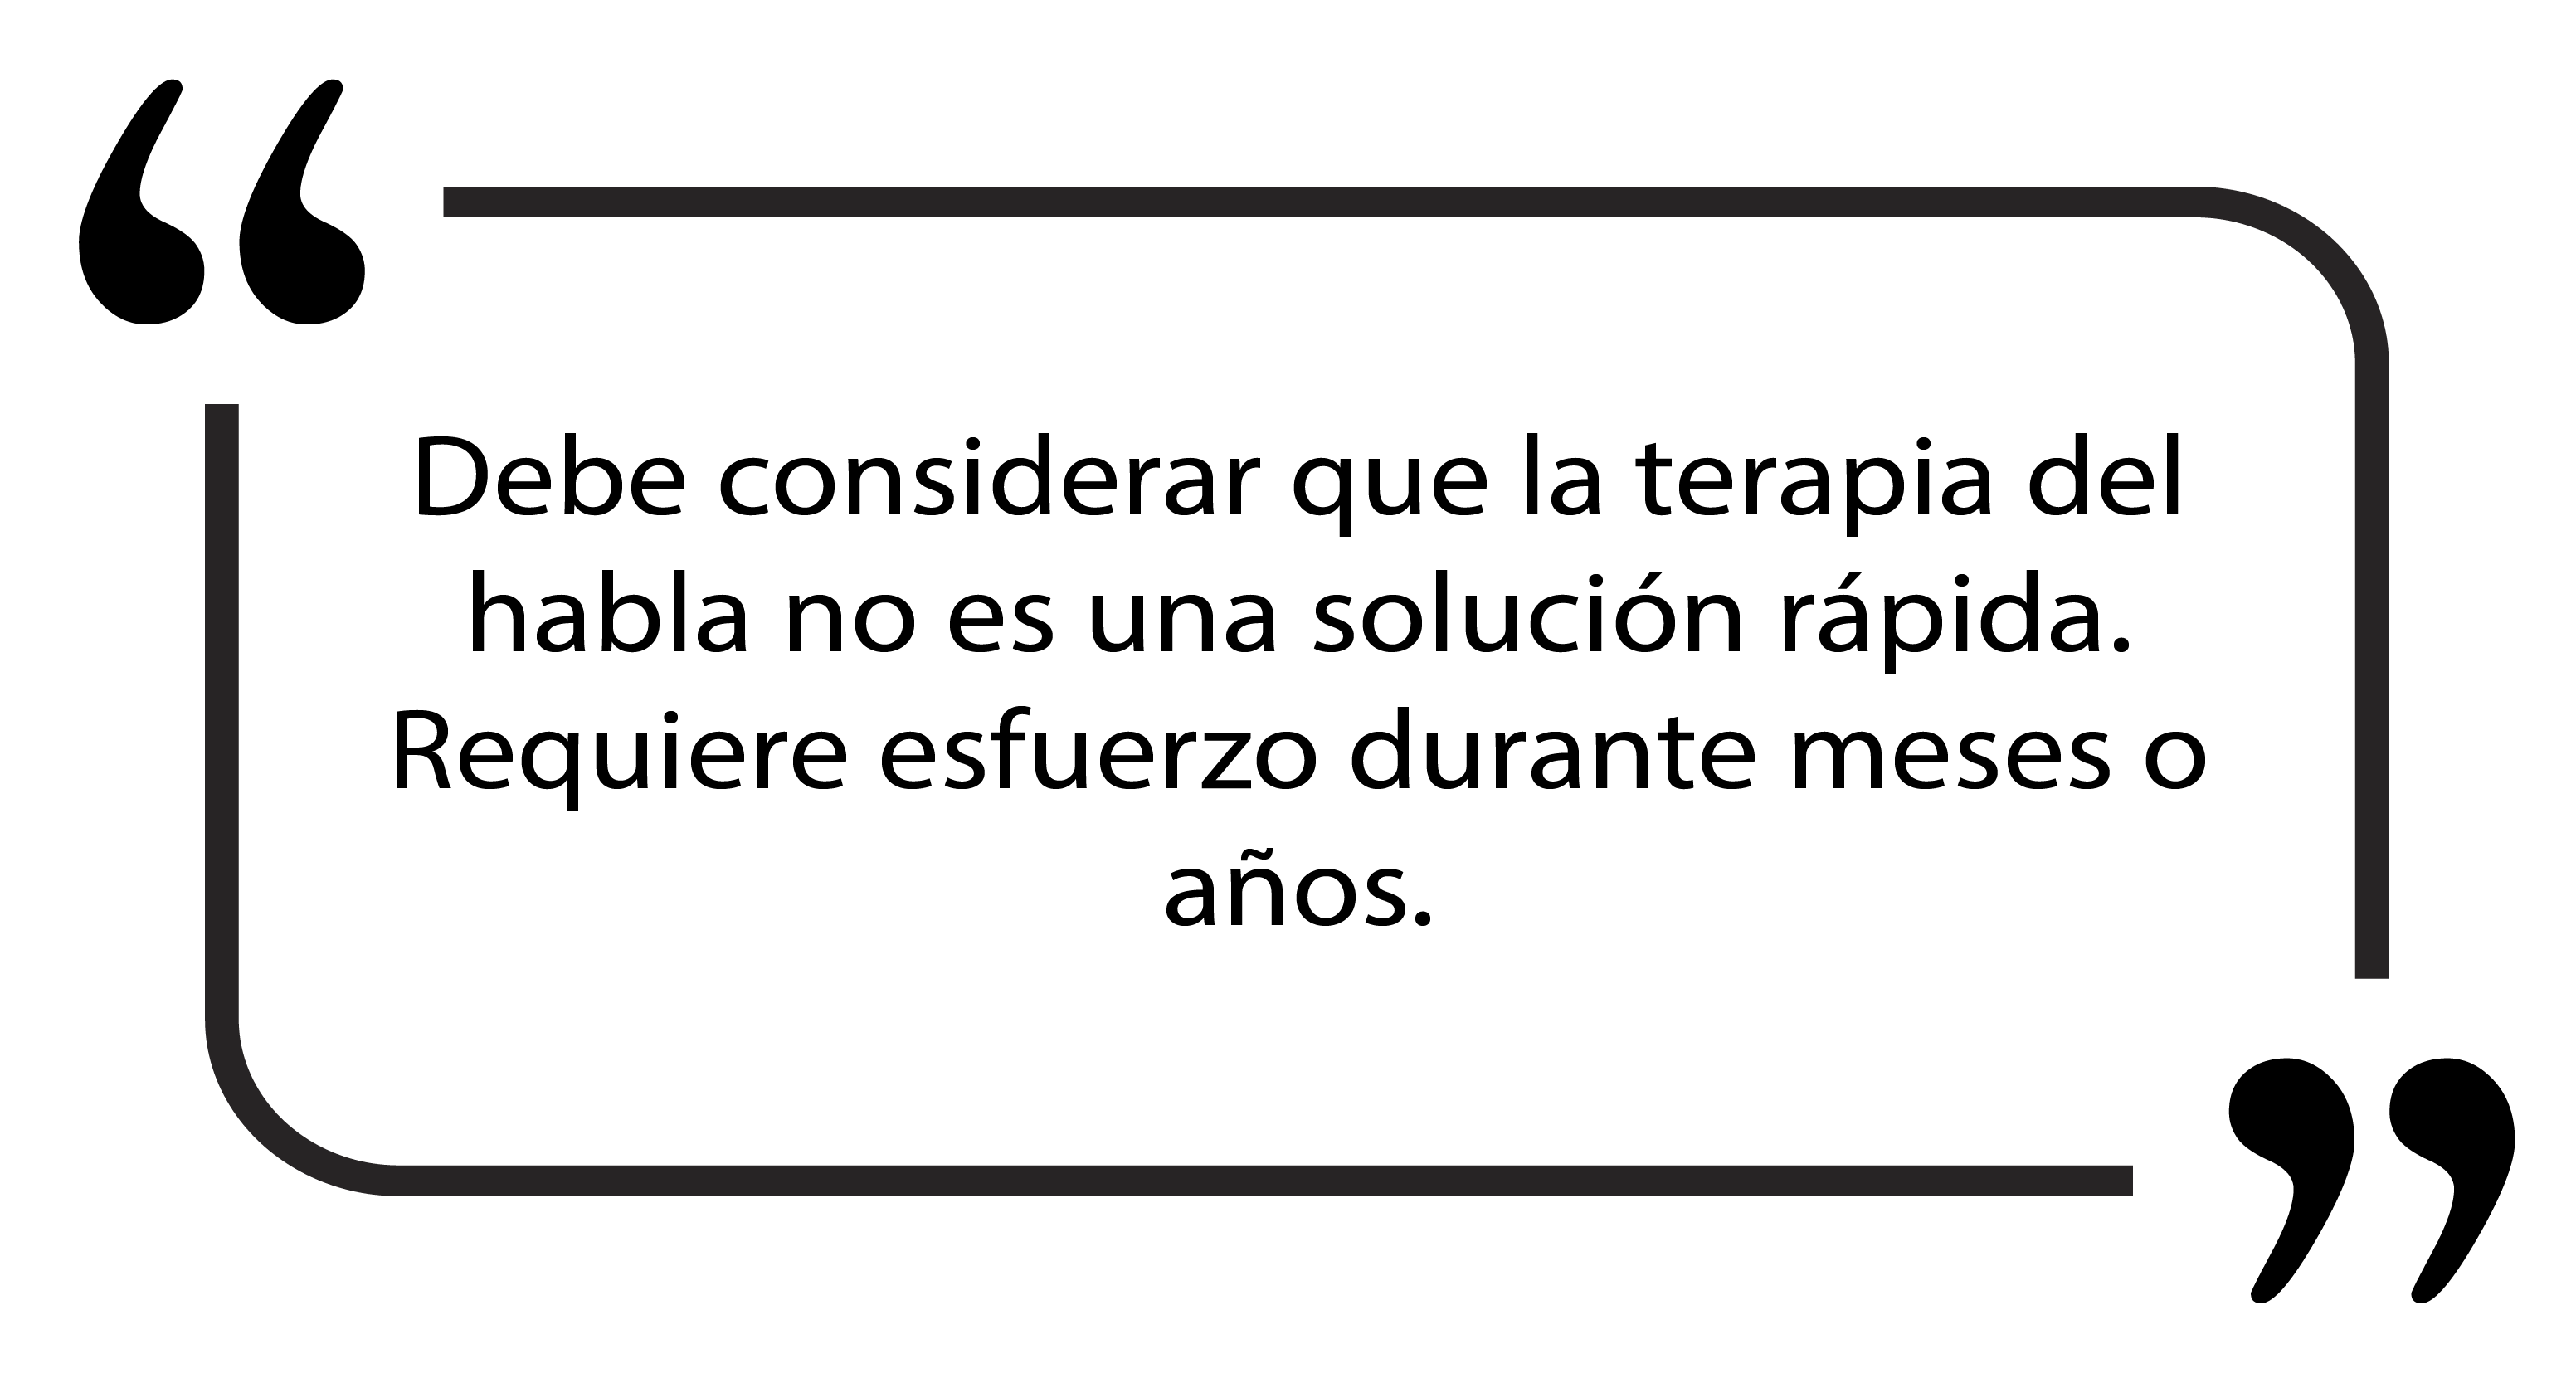 “
Debe considerar que la terapia del
habla no es una solución rápida.
Requiere esfuerzo durante meses o
años.
”